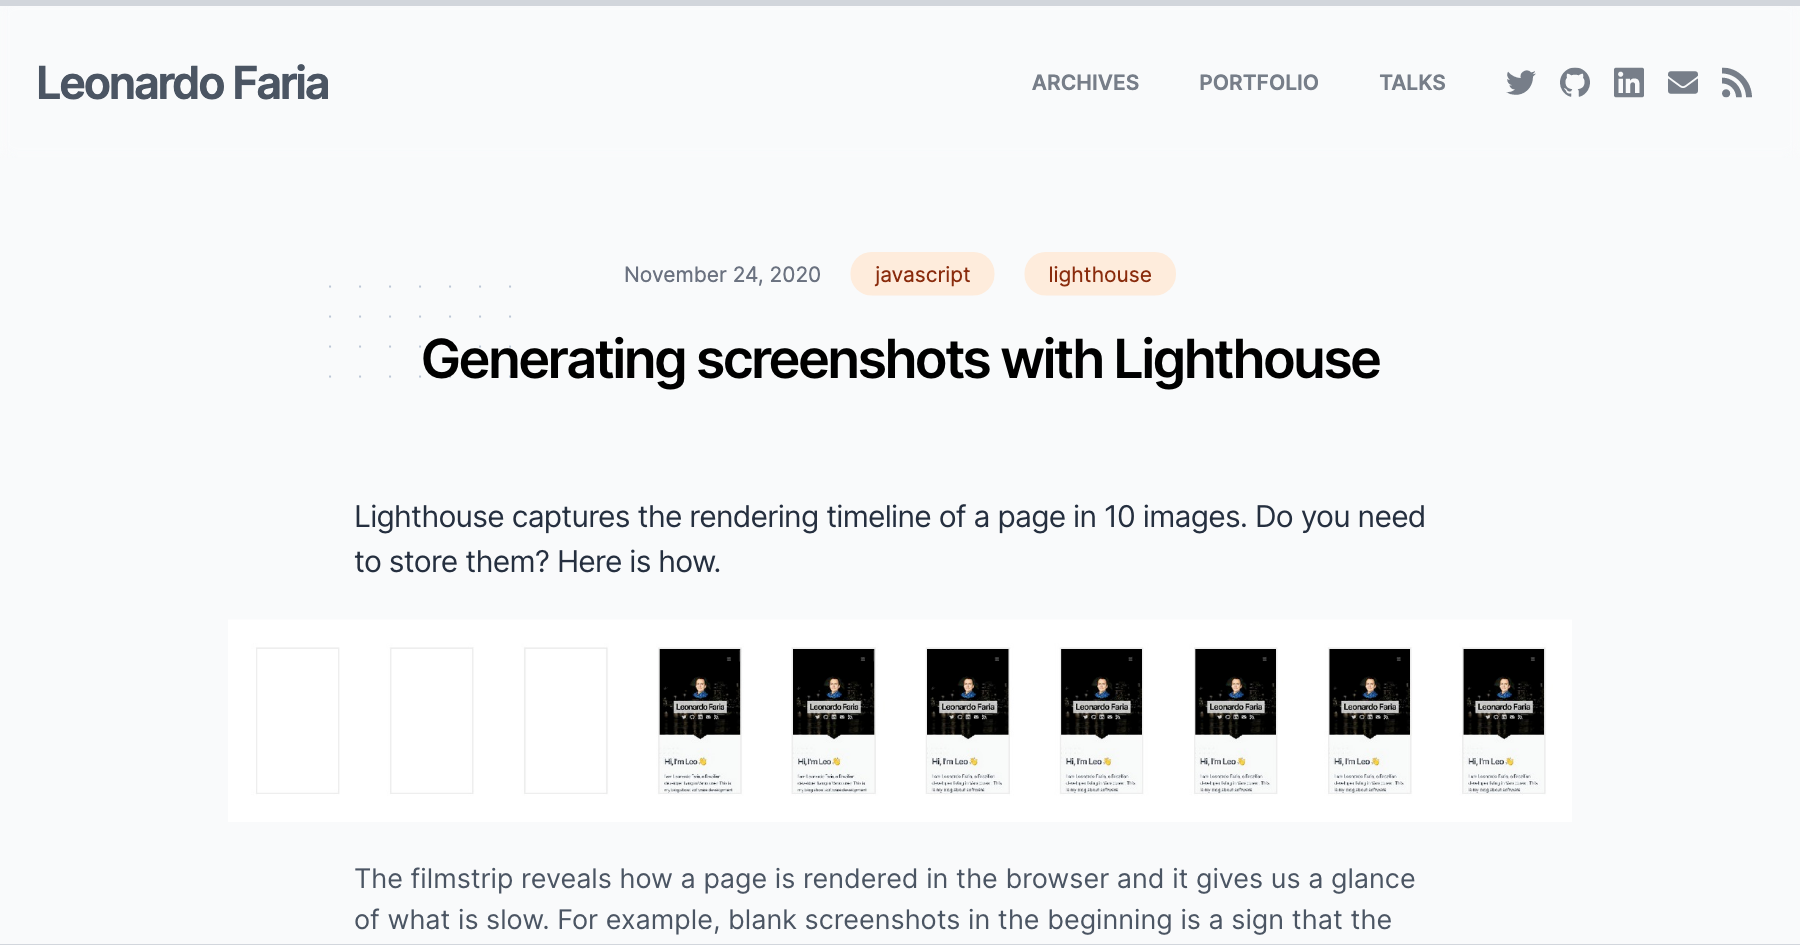 Leonardo Faria
ARCHIVES PORTFOLIO TALKS
November 24, 2020 javascript lighthouse
Generating screenshots with Lighthouse
Lighthouse captures the rendering timeline of a page in 10 images. Do you need
to store them? Here is how.
Leonardo Faria Leonardo Faria Leonardo Faria Leonardo Faria Leonardo Faria Leonardo Faria Leonardo Faria
Hi, I'm Leo 👋 Hi, I'm Leo 👋 Hi, I'm Leo 👋 Hi, I'm Leo 👋 Hi, I'm Leo 👋 Hi, I'm Leo 👋 Hi, I'm Leo 👋
The filmstrip reveals how a page is rendered in the browser and it gives us a glance
of what is slow. For example, blank screenshots in the beginning is a sign that the